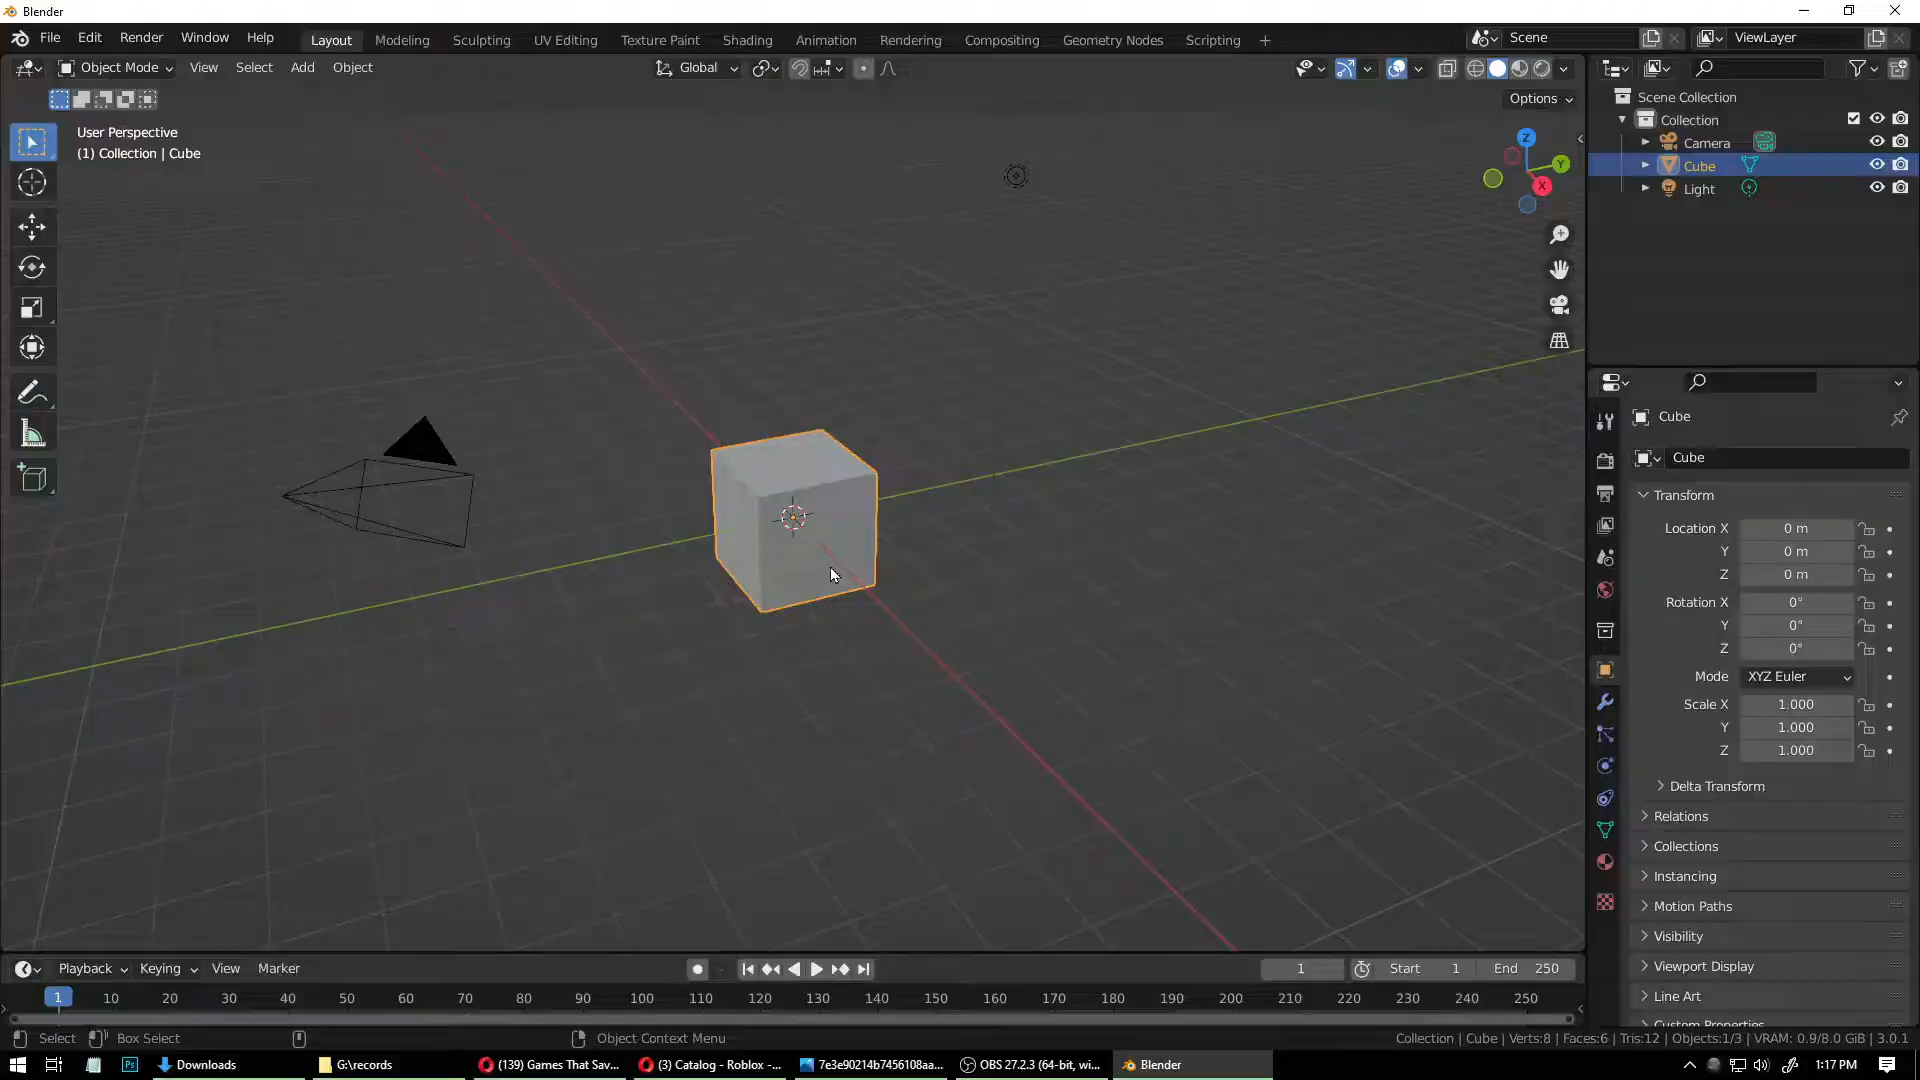 Blender
File Edit Render Window Help Layout Modeling Sculpting UV Editing Texture Paint Shading Animation Rendering Compositing Geometry Nodes Scripting + Scene ViewLayer
Object Mode View Select Add Object Global
Options
User Perspective
(1) Collection | Cube
Z
Y
X
Scene Collection
Collection
Camera
Cube
Light
Cube
Cube
Transform
Location X 0 m
Y 0 m
Z 0 m
Rotation X 0°
Y 0°
Z 0°
Mode XYZ Euler
Scale X 1.000
Y 1.000
Z 1.000
Delta Transform
Relations
Collections
Instancing
Motion Paths
Visibility
Viewport Display
Line Art
Custom Properties
Playback Keying View Marker 1 Start 1 End 250
1 10 20 30 40 50 60 70 80 90 100 110 120 130 140 150 160 170 180 190 200 210 220 230 240 250
Select Box Select Object Context Menu Collection | Cube | Verts:8 | Faces:6 | Tris:12 | Objects:1/3 | VRAM: 0.9/8.0 GiB | 3.0.1
Ps Downloads G:\records (139) Games That Sav... (3) Catalog - Roblox -... 7e3e90214b7456108aa... OBS 27.2.3 (64-bit, wi... Blender 1:17 PM